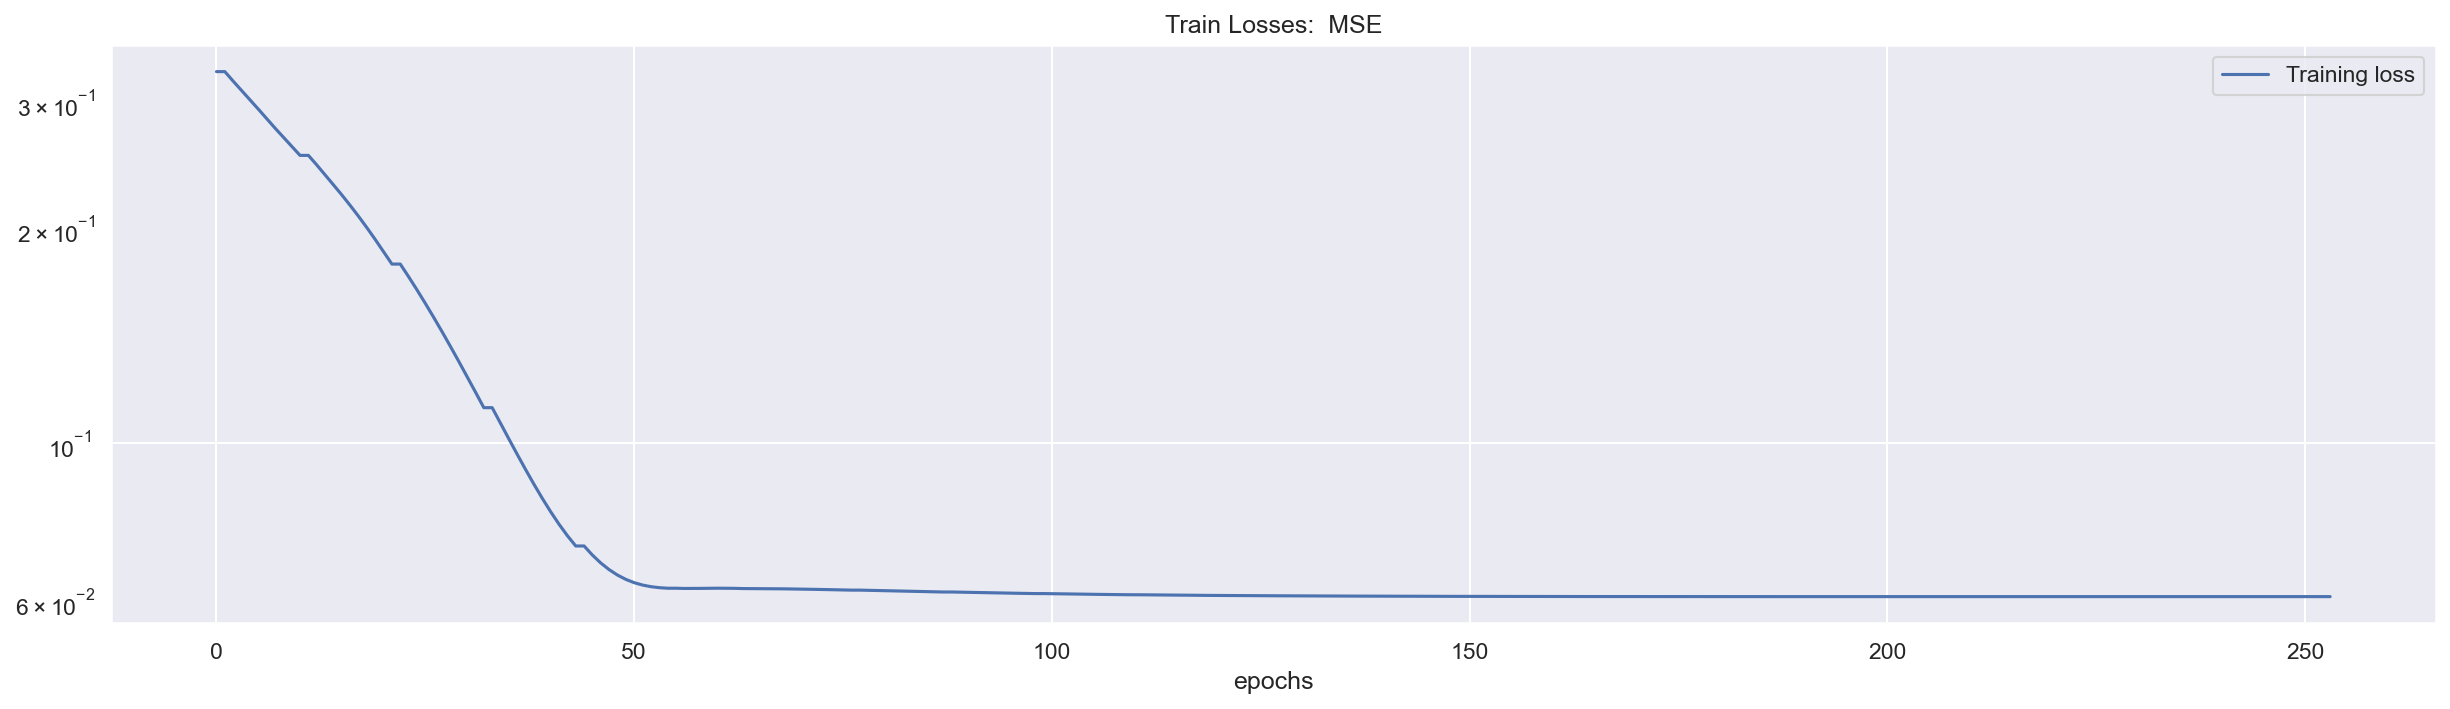 Train Losses:  MSE
Training loss
3 × 10⁻¹
2 × 10⁻¹
10⁻¹
6 × 10⁻²
0 50 100 150 200 250
epochs